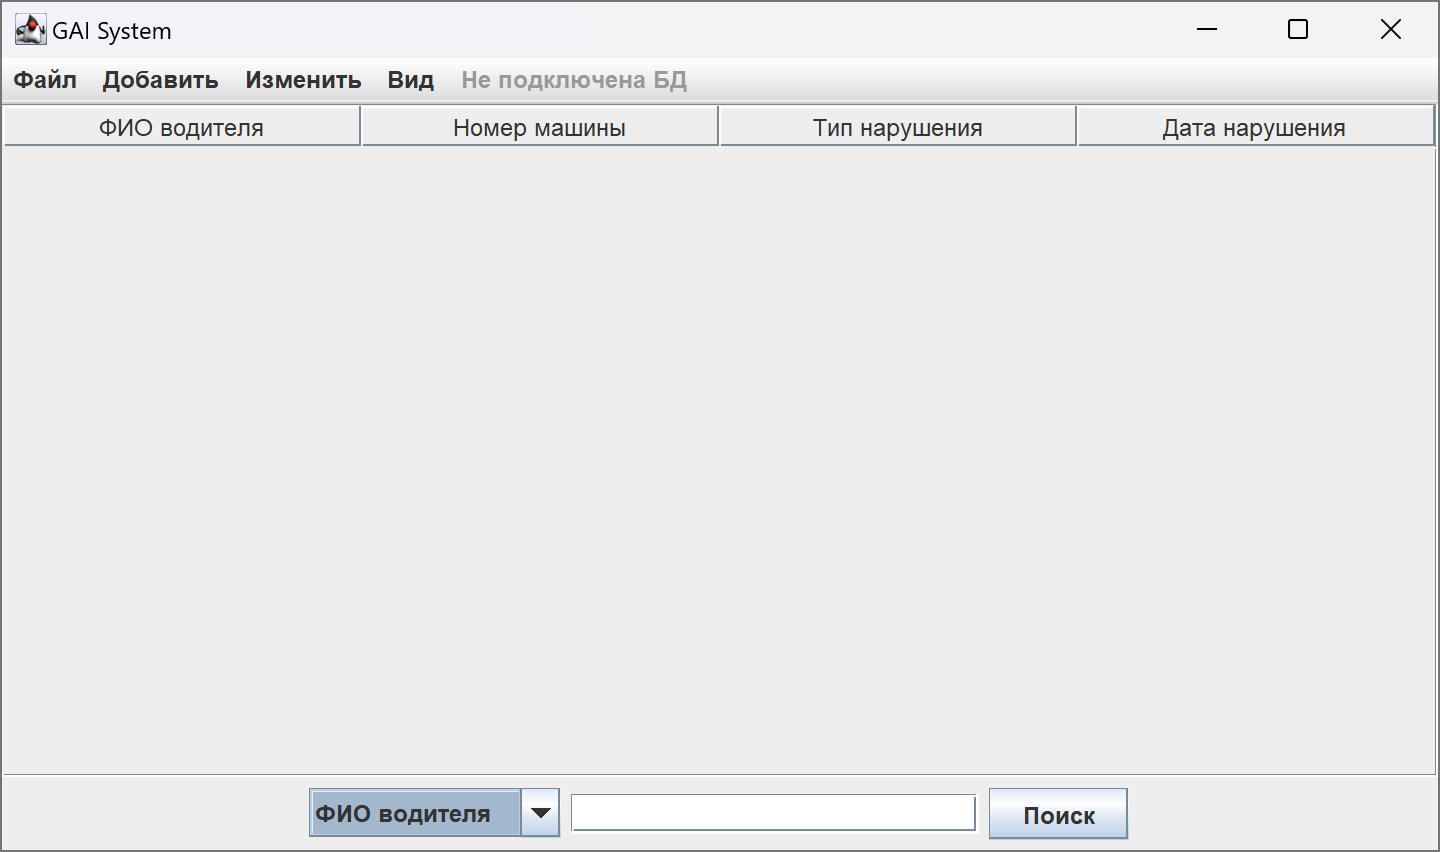 GAI System
Файл Добавить Изменить Вид Не подключена БД
ФИО водителя Номер машины Тип нарушения Дата нарушения
ФИО водителя Поиск